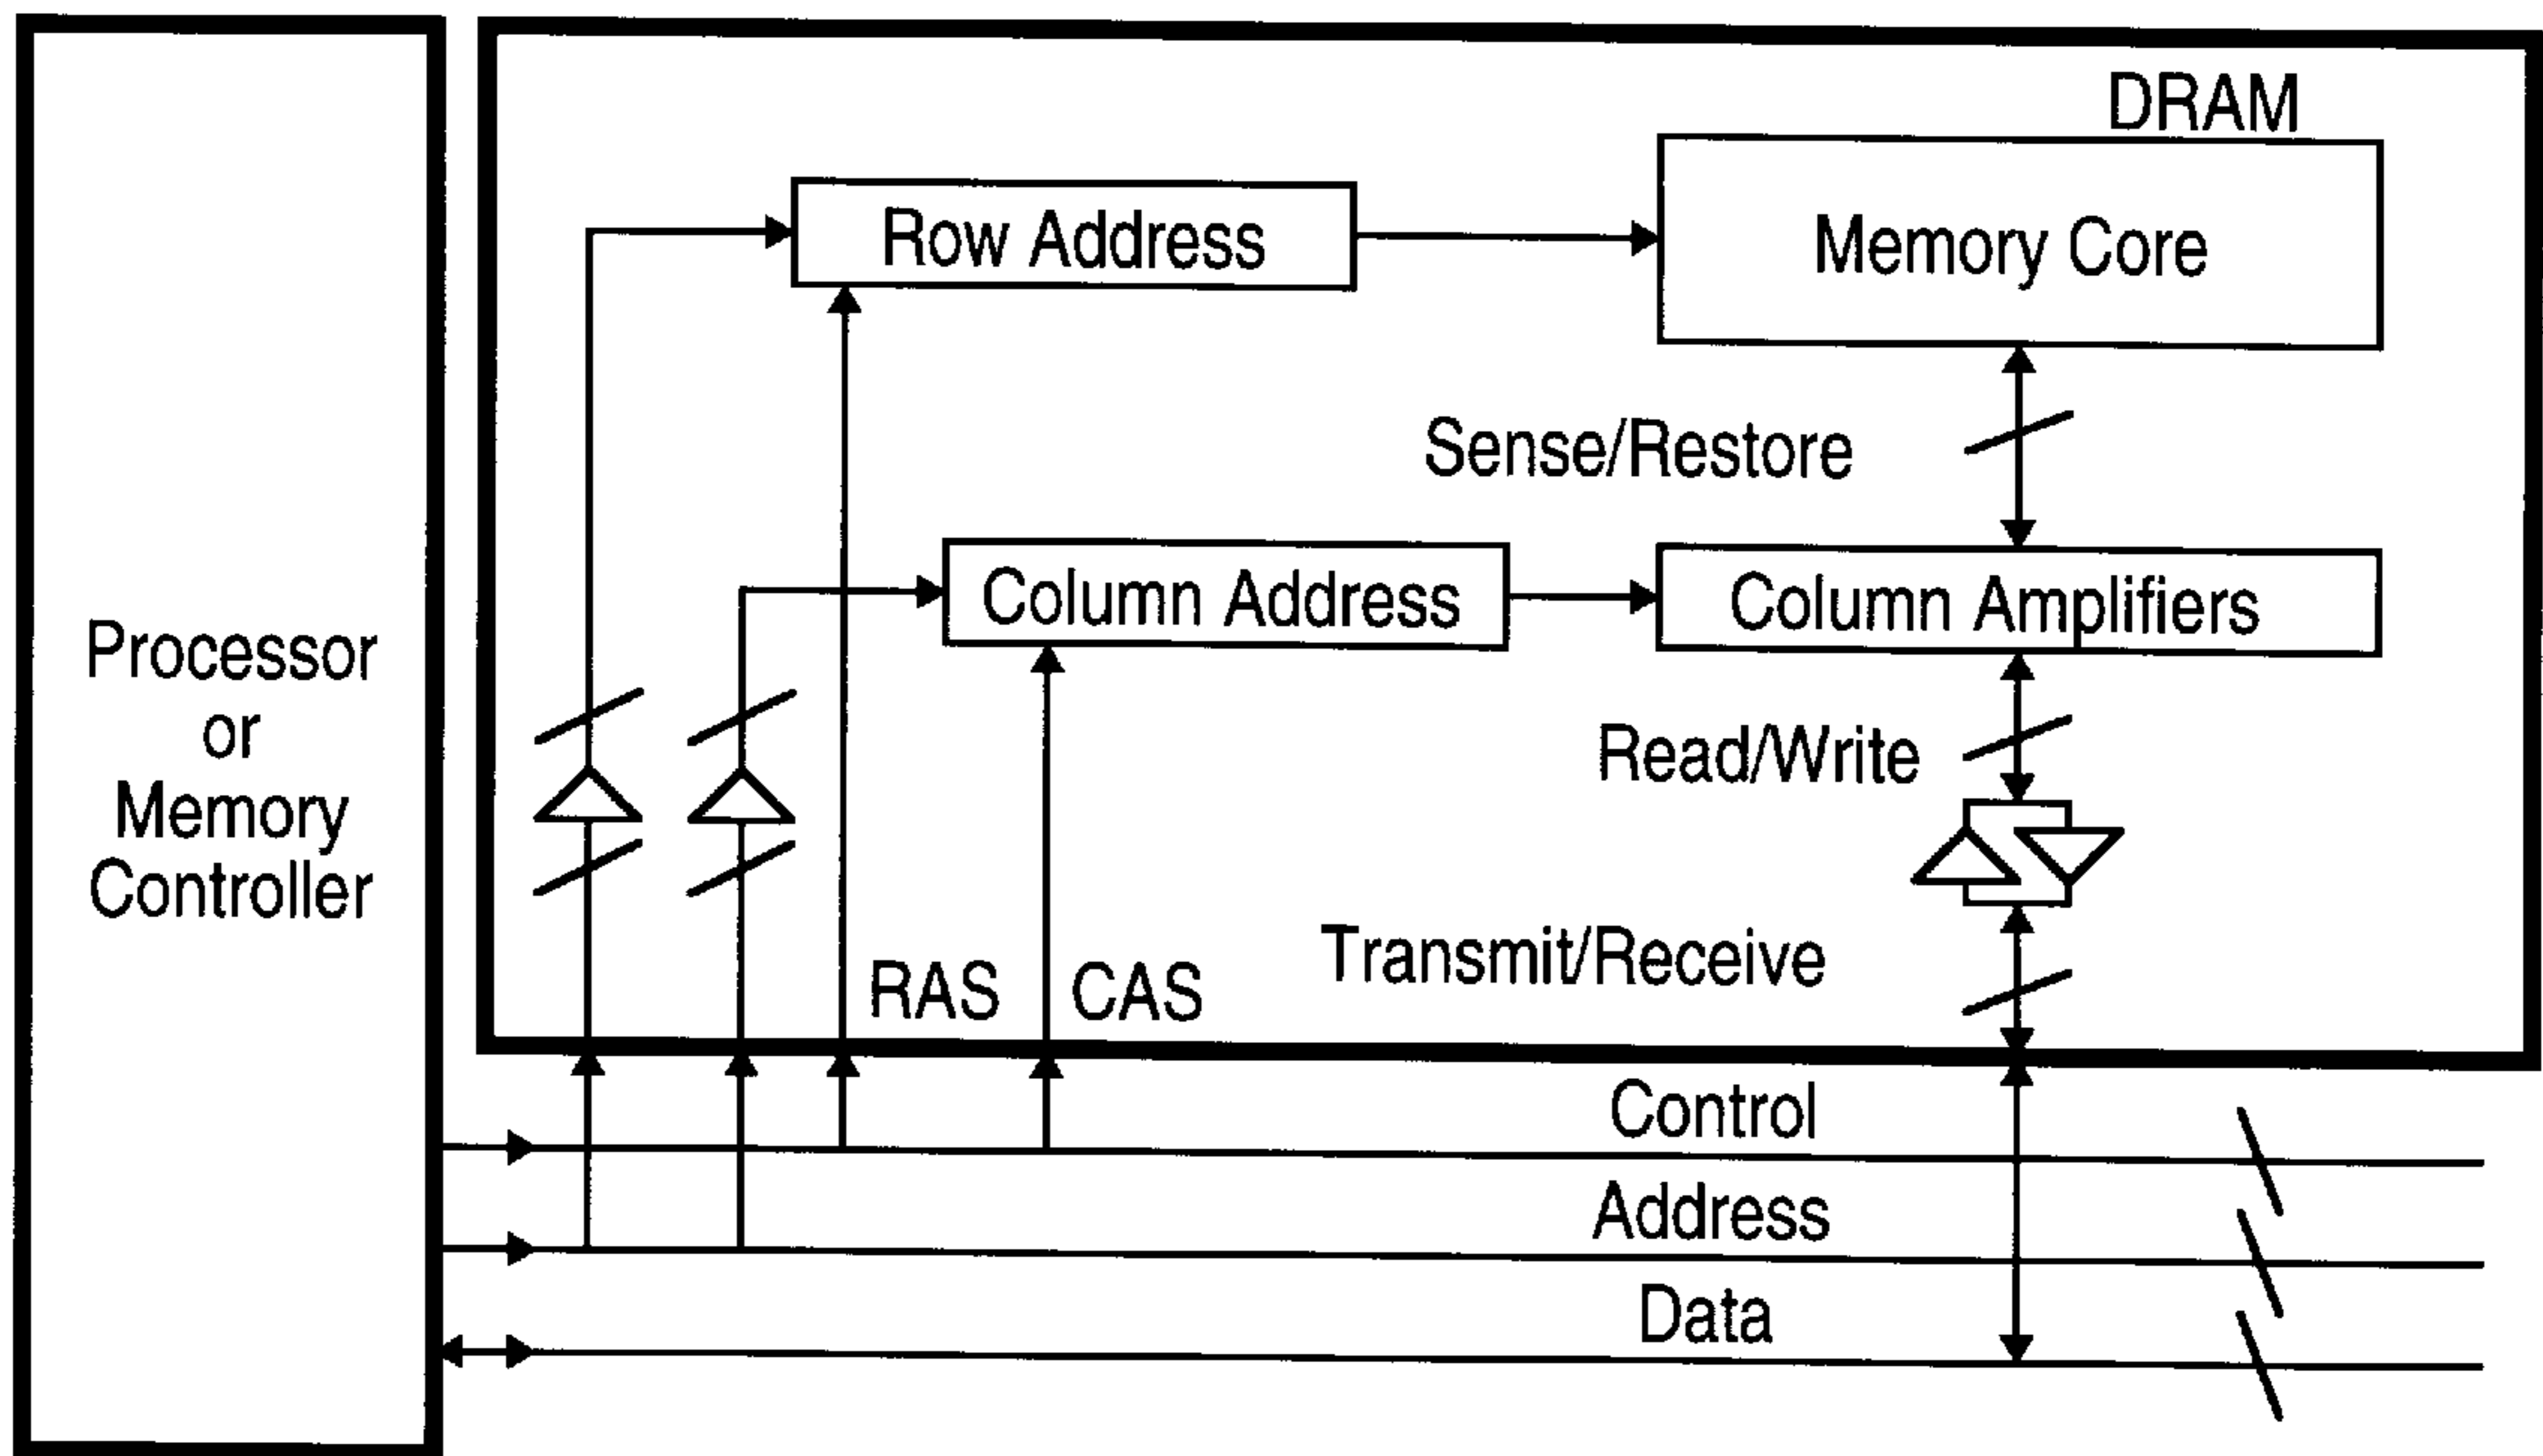 DRAM
Row Address
Memory Core
Sense/Restore
Column Address
Column Amplifiers
Processor
or
Memory
Controller
Read/Write
Transmit/Receive
RAS
CAS
Control
Address
Data